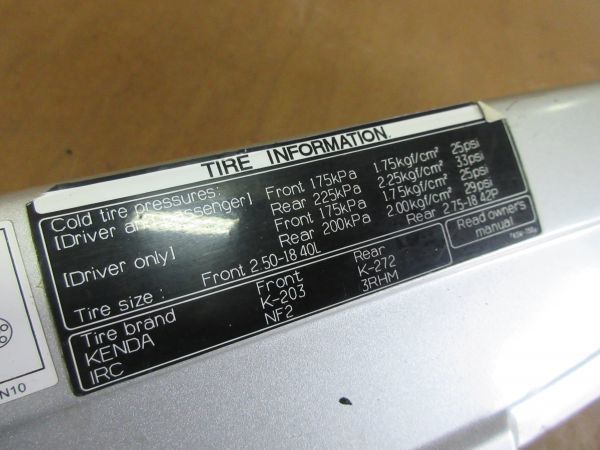 TIRE INFORMATION
Cold tire pressures:
[Driver and passenger] Front 175kPa 1.75kgf/cm² 25psi
Rear 225kPa 2.25kgf/cm² 33psi
[Driver only] Front 175kPa 1.75kgf/cm² 25psi
Rear 200kPa 2.00kgf/cm² 29psi
Tire size : Front 2.50-18 40L Rear 2.75-18 42P
Tire brand Front Rear
KENDA K-203 K-272
IRC NF2 3RHM
Read owner's
manual.
N10